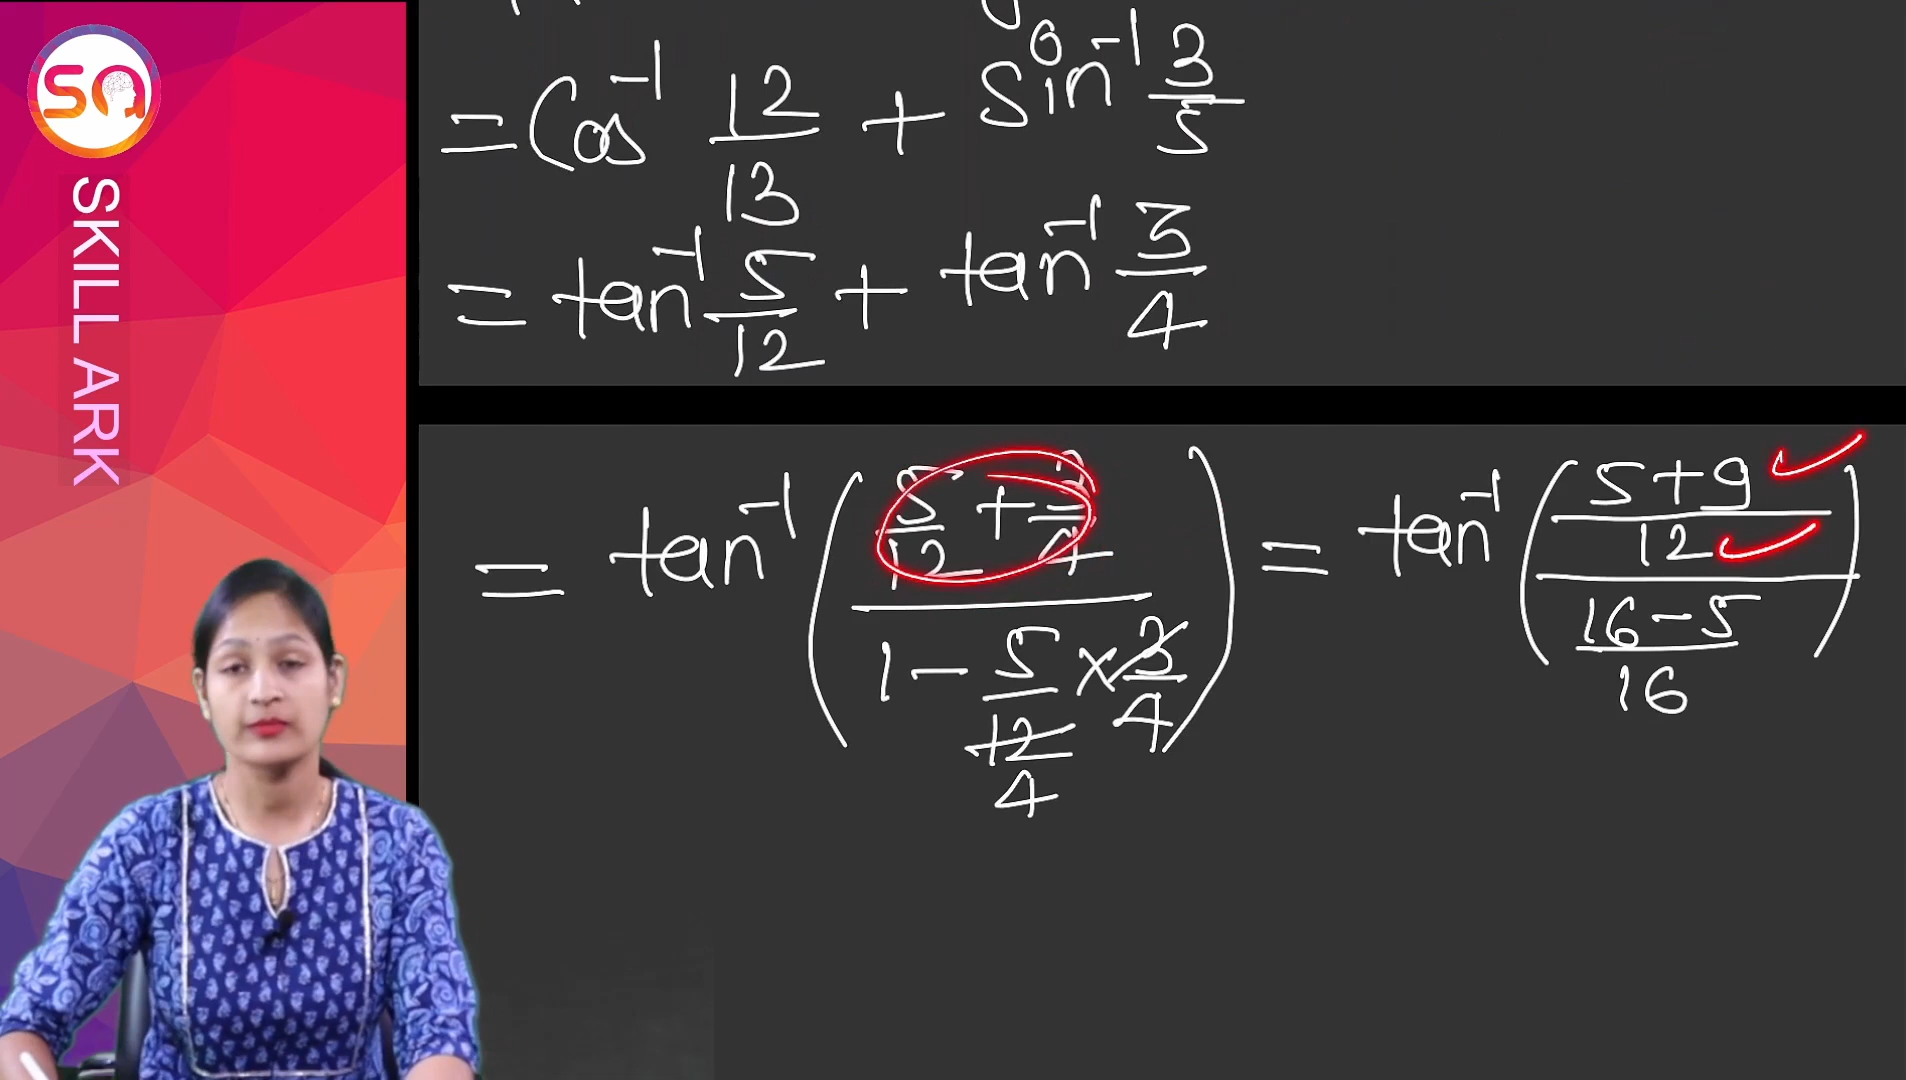 SA
SKILL ARK
= Cos⁻¹ 12/13 + Sin⁻¹ 3/5
= tan⁻¹ 5/12 + tan⁻¹ 3/4
= tan⁻¹ ( (5/12 + 3/4) / (1 - 5/12 × 3/4) ) = tan⁻¹ ( ((5+9)/12) / ((16-5)/16) )
4